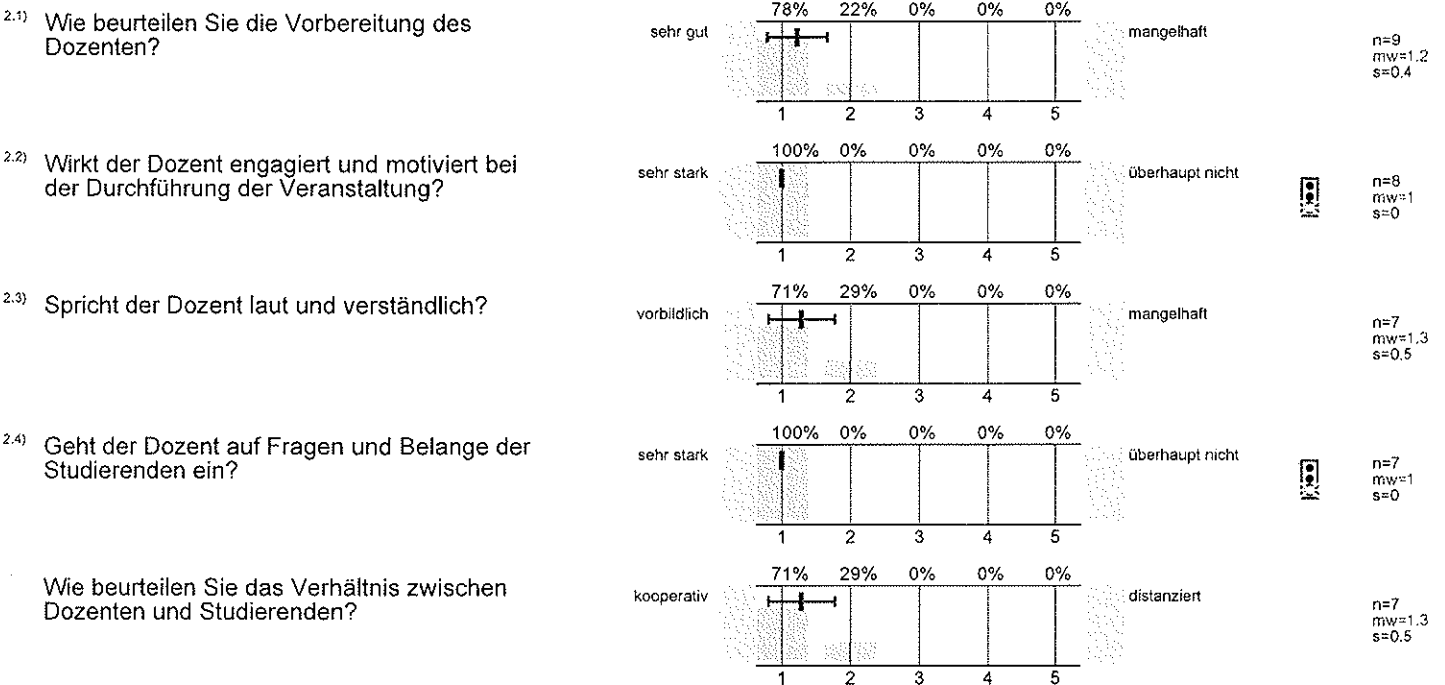 2.1) Wie beurteilen Sie die Vorbereitung des
Dozenten?
sehr gut
78% 22% 0% 0% 0%
mangelhaft
1 2 3 4 5
n=9
mw=1.2
s=0.4
2.2) Wirkt der Dozent engagiert und motiviert bei
der Durchführung der Veranstaltung?
sehr stark
100% 0% 0% 0% 0%
überhaupt nicht
1 2 3 4 5
n=8
mw=1
s=0
2.3) Spricht der Dozent laut und verständlich?
vorbildlich
71% 29% 0% 0% 0%
mangelhaft
1 2 3 4 5
n=7
mw=1.3
s=0.5
2.4) Geht der Dozent auf Fragen und Belange der
Studierenden ein?
sehr stark
100% 0% 0% 0% 0%
überhaupt nicht
1 2 3 4 5
n=7
mw=1
s=0
Wie beurteilen Sie das Verhältnis zwischen
Dozenten und Studierenden?
kooperativ
71% 29% 0% 0% 0%
distanziert
1 2 3 4 5
n=7
mw=1.3
s=0.5